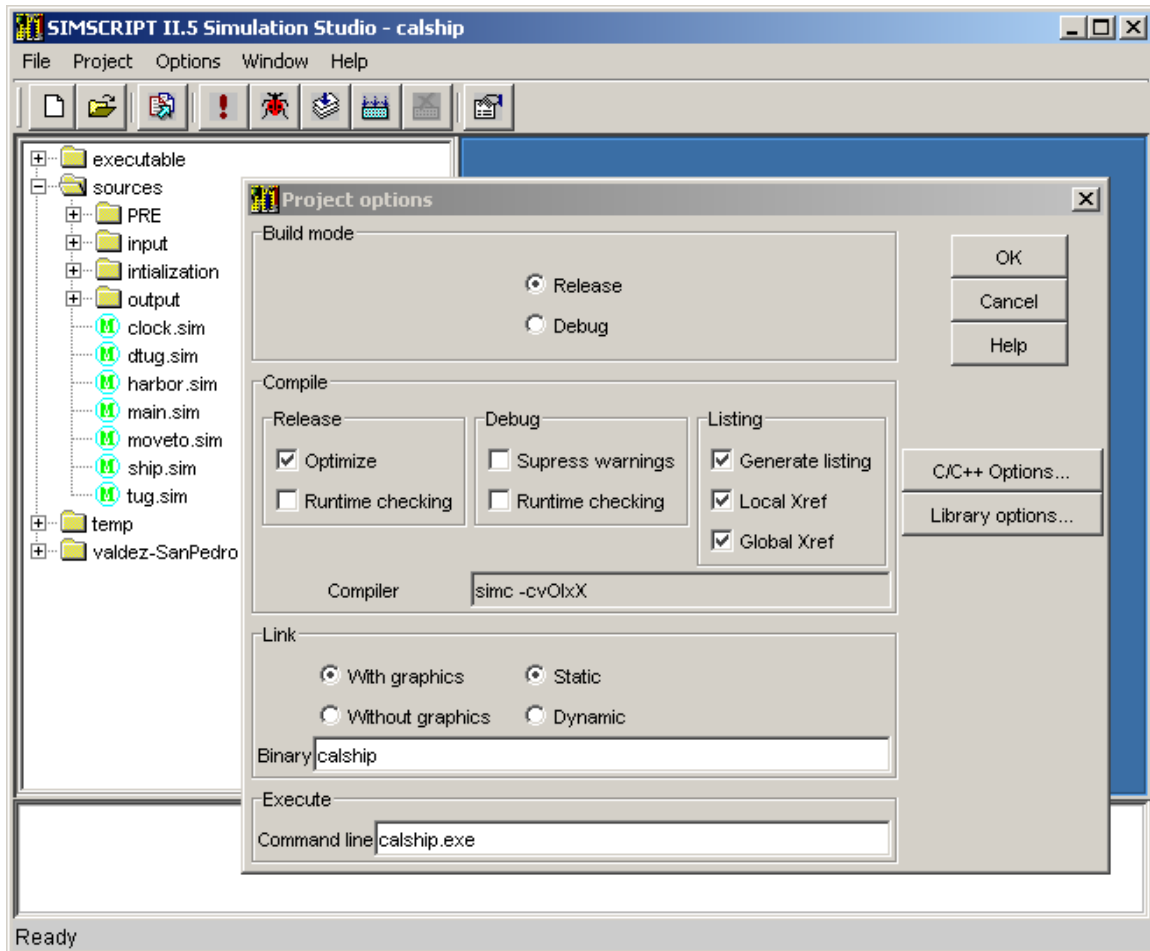 SIMSCRIPT II.5 Simulation Studio - calship
File Project Options Window Help
executable
sources
PRE
input
intialization
output
clock.sim
dtug.sim
harbor.sim
main.sim
moveto.sim
ship.sim
tug.sim
temp
valdez-SanPedro
Project options
Build mode
Release
Debug
OK
Cancel
Help
Compile
Release
Optimize
Runtime checking
Debug
Supress warnings
Runtime checking
Listing
Generate listing
Local Xref
Global Xref
C/C++ Options...
Library options...
Compiler simc -cvOlxX
Link
With graphics Static
Without graphics Dynamic
Binary calship
Execute
Command line calship.exe
Ready